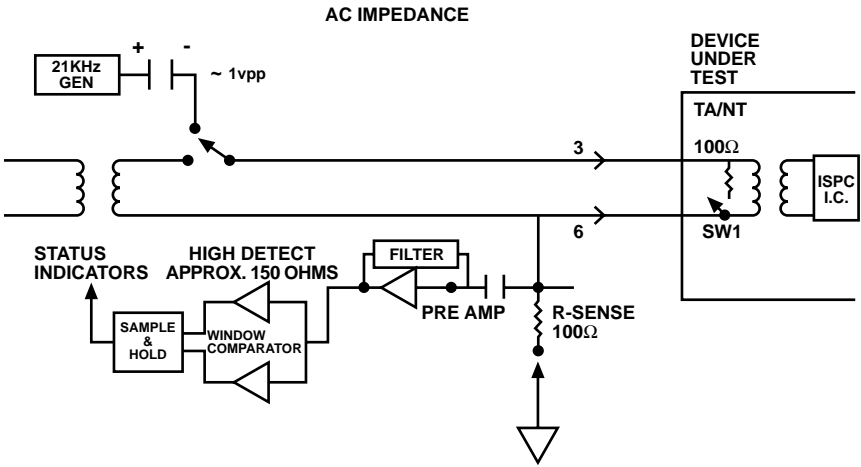 AC IMPEDANCE
21KHz
GEN
+ -
~ 1vpp
DEVICE
UNDER
TEST
TA/NT
3
100Ω
ISPC
I.C.
6
SW1
STATUS
INDICATORS
HIGH DETECT
APPROX. 150 OHMS
FILTER
PRE AMP
R-SENSE
100Ω
SAMPLE
&
HOLD
WINDOW
COMPARATOR